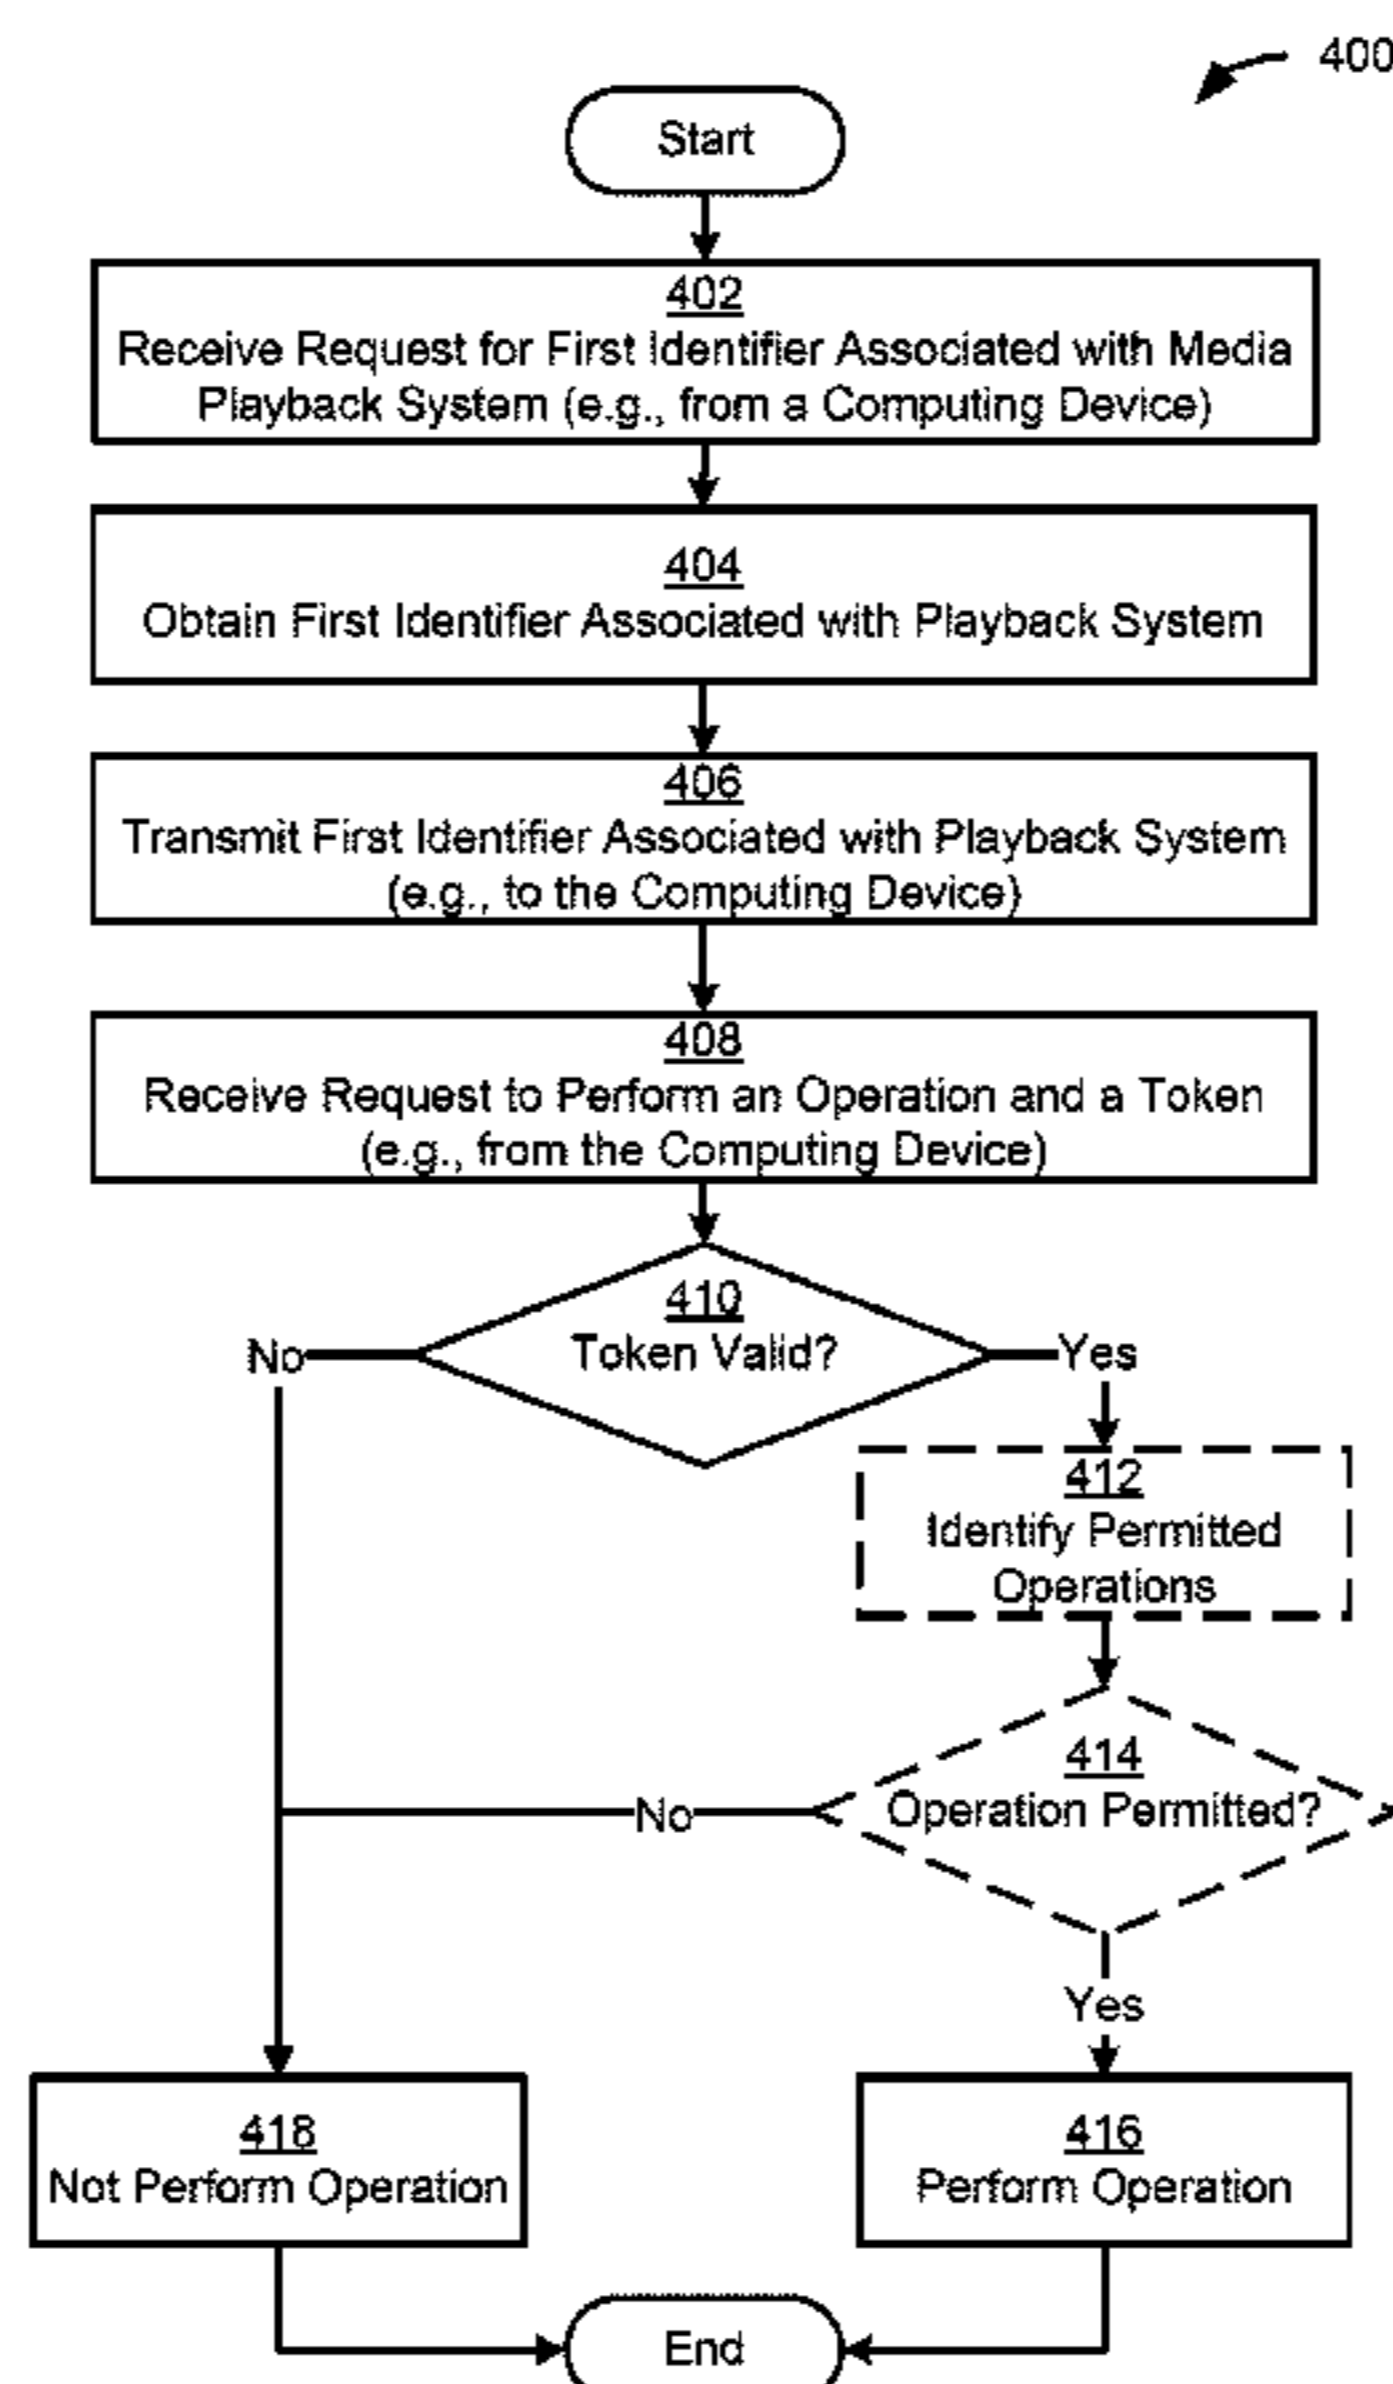 400
Start
402
Receive Request for First Identifier Associated with Media
Playback System (e.g., from a Computing Device)
404
Obtain First Identifier Associated with Playback System
406
Transmit First Identifier Associated with Playback System
(e.g., to the Computing Device)
408
Receive Request to Perform an Operation and a Token
(e.g., from the Computing Device)
410
Token Valid?
No
Yes
412
Identify Permitted
Operations
414
Operation Permitted?
No
Yes
418
Not Perform Operation
416
Perform Operation
End